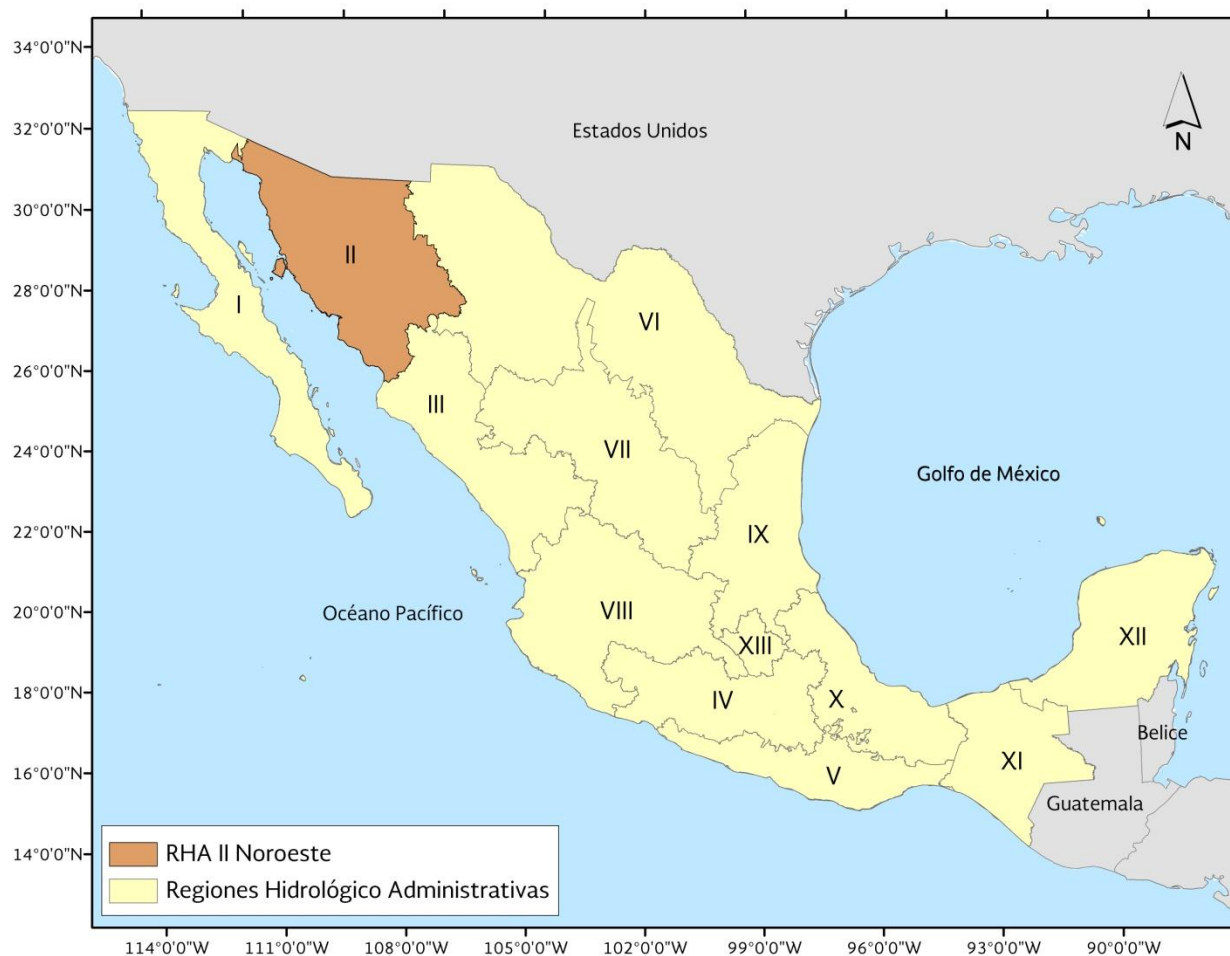 34°0'0"N
32°0'0"N
30°0'0"N
28°0'0"N
26°0'0"N
24°0'0"N
22°0'0"N
20°0'0"N
18°0'0"N
16°0'0"N
14°0'0"N
Estados Unidos
N
II
I
VI
III
VII
Golfo de México
IX
Océano Pacífico
VIII
XIII
XII
IV
X
Belice
XI
V
Guatemala
RHA II Noroeste
Regiones Hidrológico Administrativas
114°0'0"W 111°0'0"W 108°0'0"W 105°0'0"W 102°0'0"W 99°0'0"W 96°0'0"W 93°0'0"W 90°0'0"W